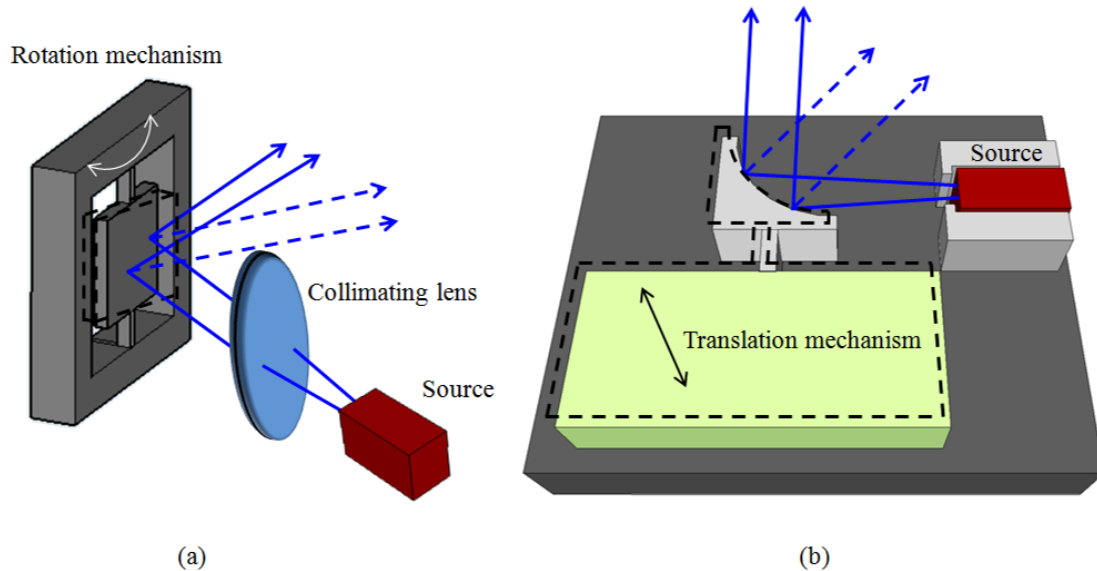 Rotation mechanism
Collimating lens
Source
(a)
Source
Translation mechanism
(b)